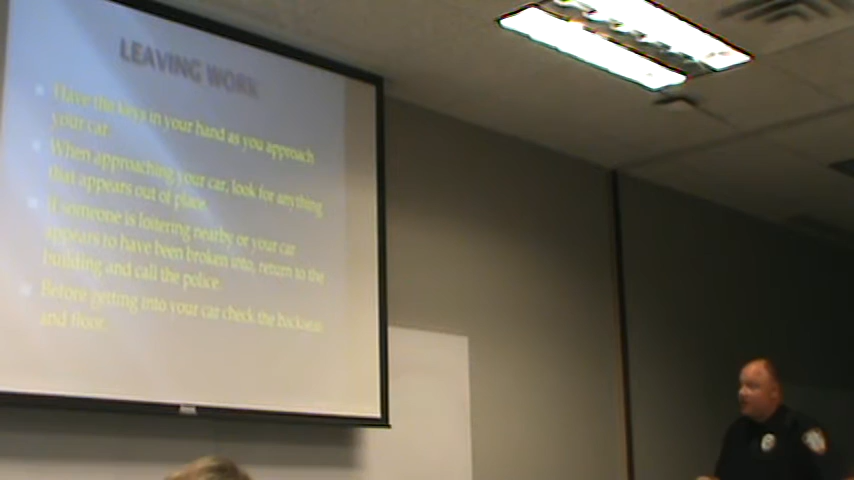 LEAVING WORK
Have the keys in your hand as you approach
your car.
When approaching your car, look for anything
that appears out of place.
If someone is loitering nearby or your car
appears to have been broken into, return to the
building and call the police.
Before getting into your car check the backseat
and floor.